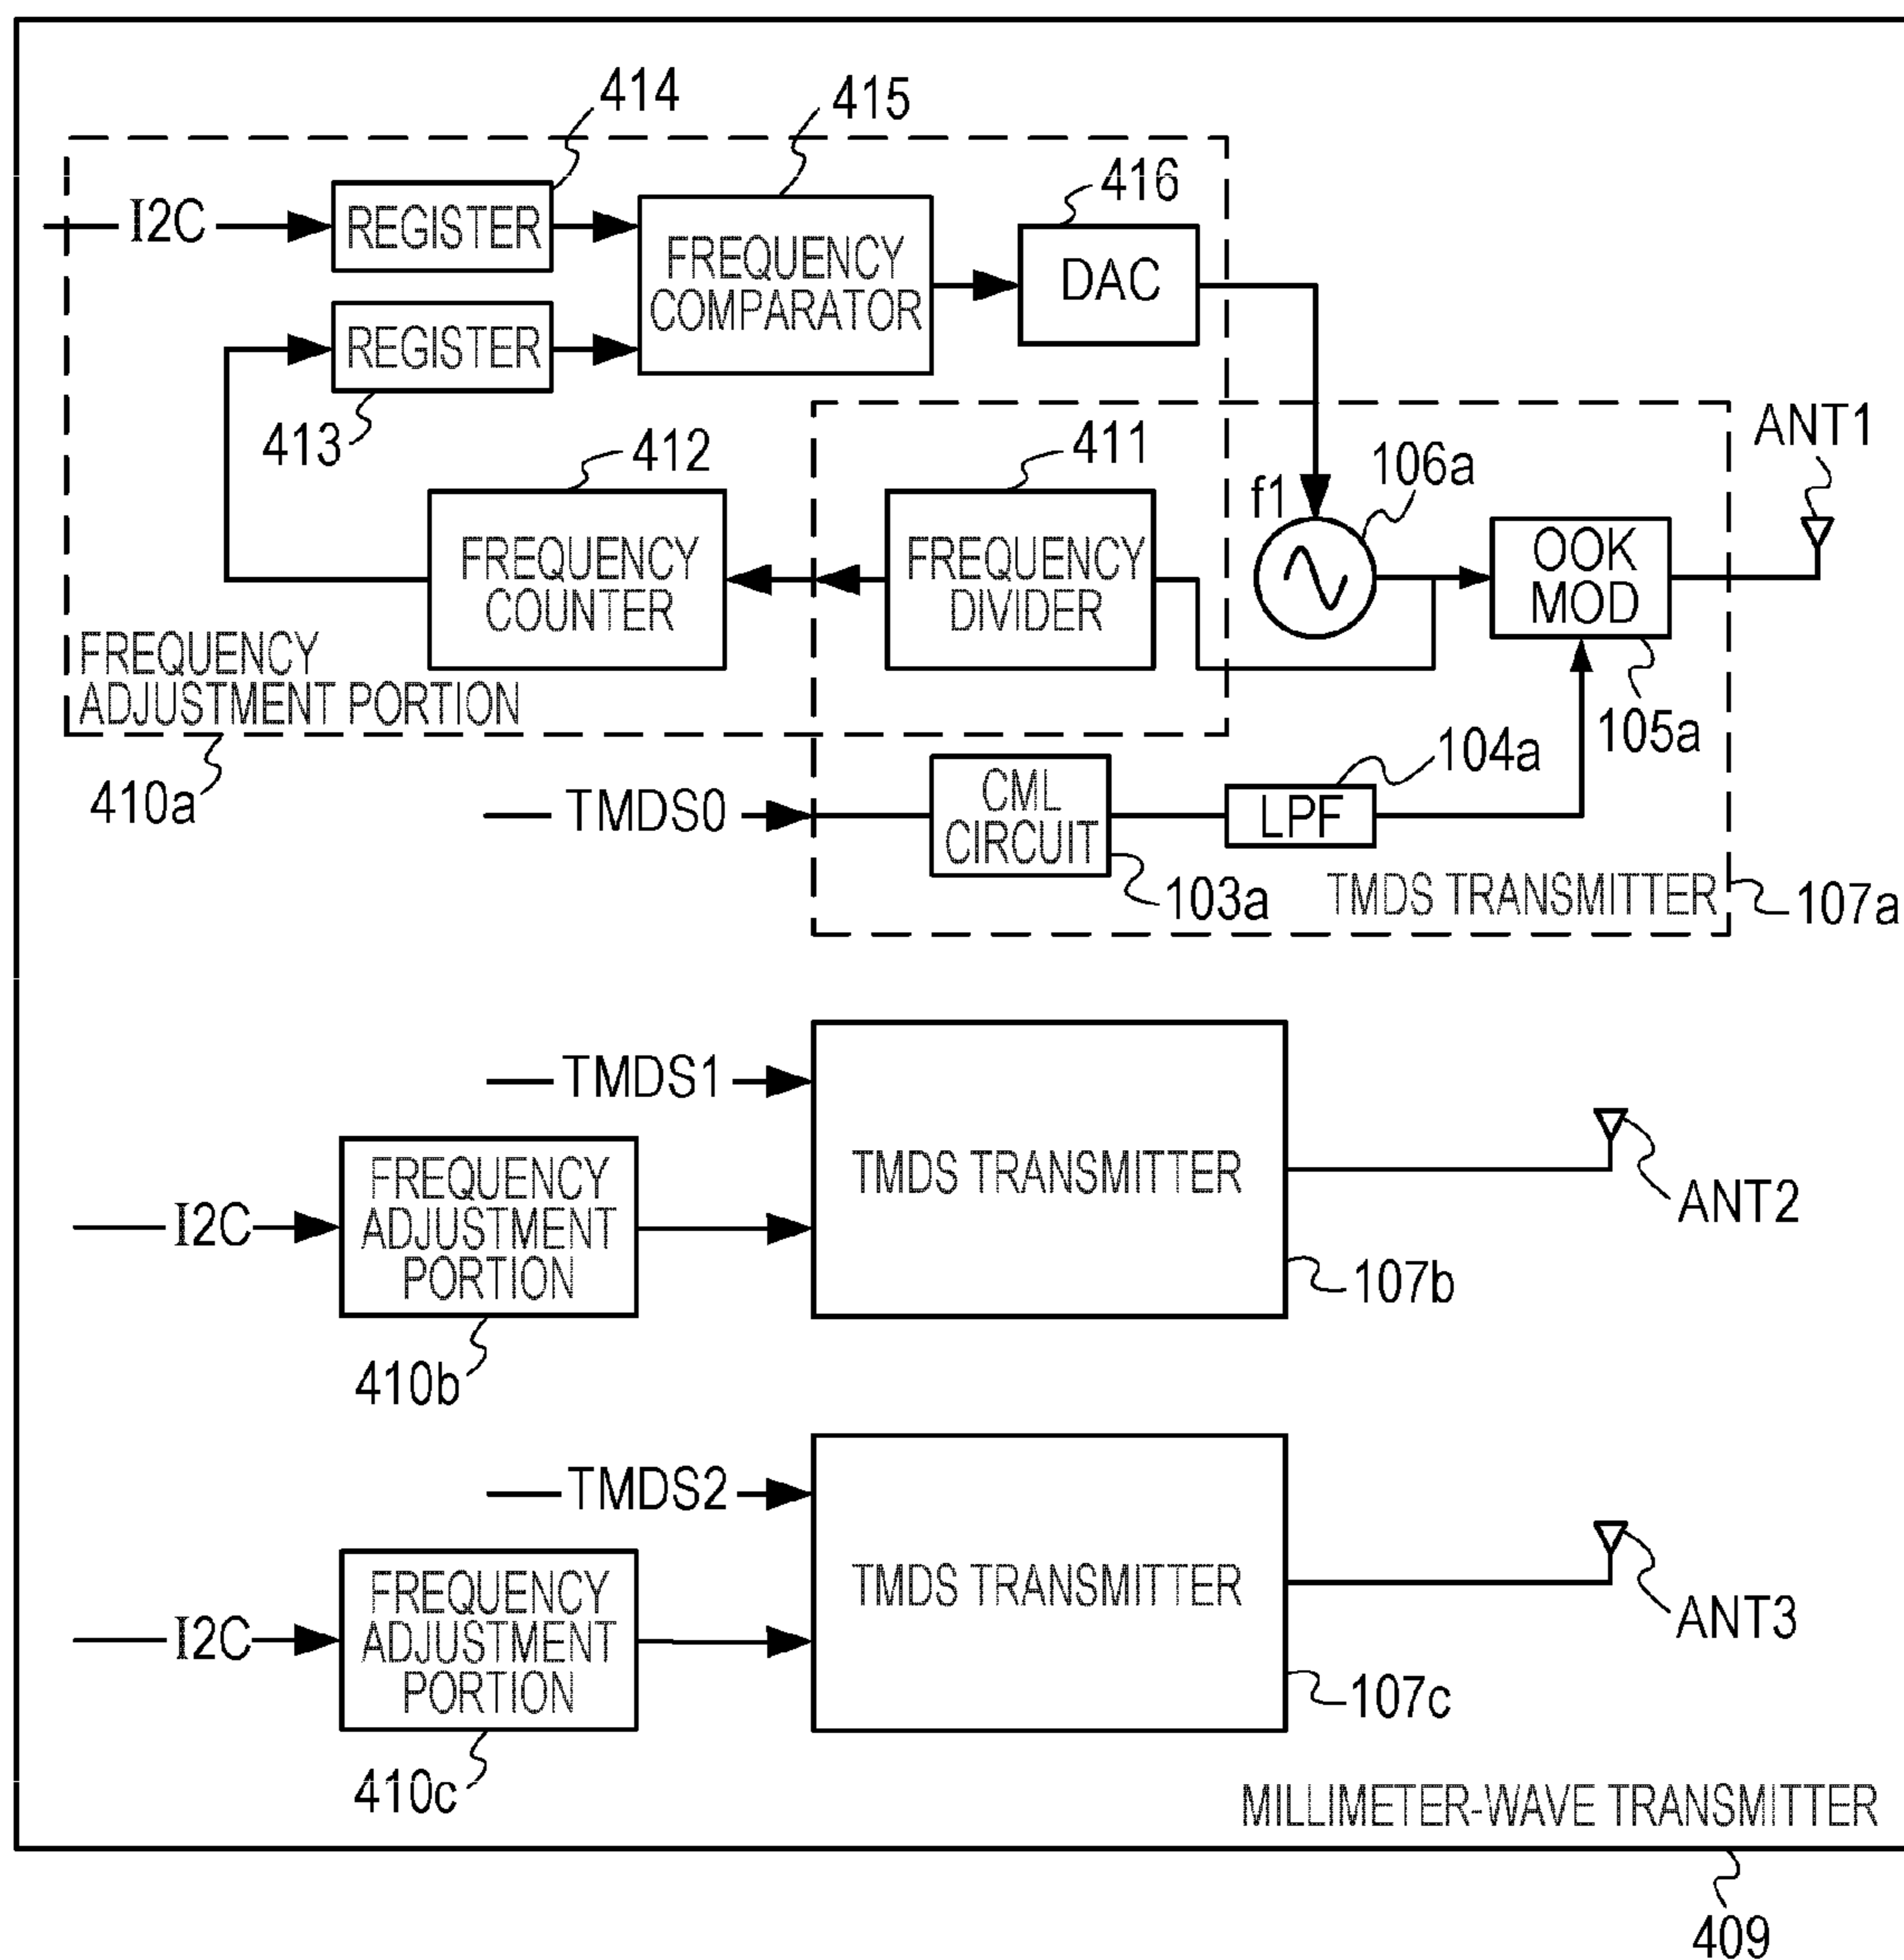 414
415
416
I2C
REGISTER
FREQUENCY
COMPARATOR
DAC
REGISTER
413
412
411
f1
106a
ANT1
FREQUENCY
COUNTER
FREQUENCY
DIVIDER
OOK
MOD
FREQUENCY
ADJUSTMENT PORTION
410a
105a
104a
TMDS0
CML
CIRCUIT
LPF
103a
TMDS TRANSMITTER
107a
TMDS1
I2C
FREQUENCY
ADJUSTMENT
PORTION
410b
TMDS TRANSMITTER
ANT2
107b
TMDS2
I2C
FREQUENCY
ADJUSTMENT
PORTION
410c
TMDS TRANSMITTER
ANT3
107c
MILLIMETER-WAVE TRANSMITTER
409